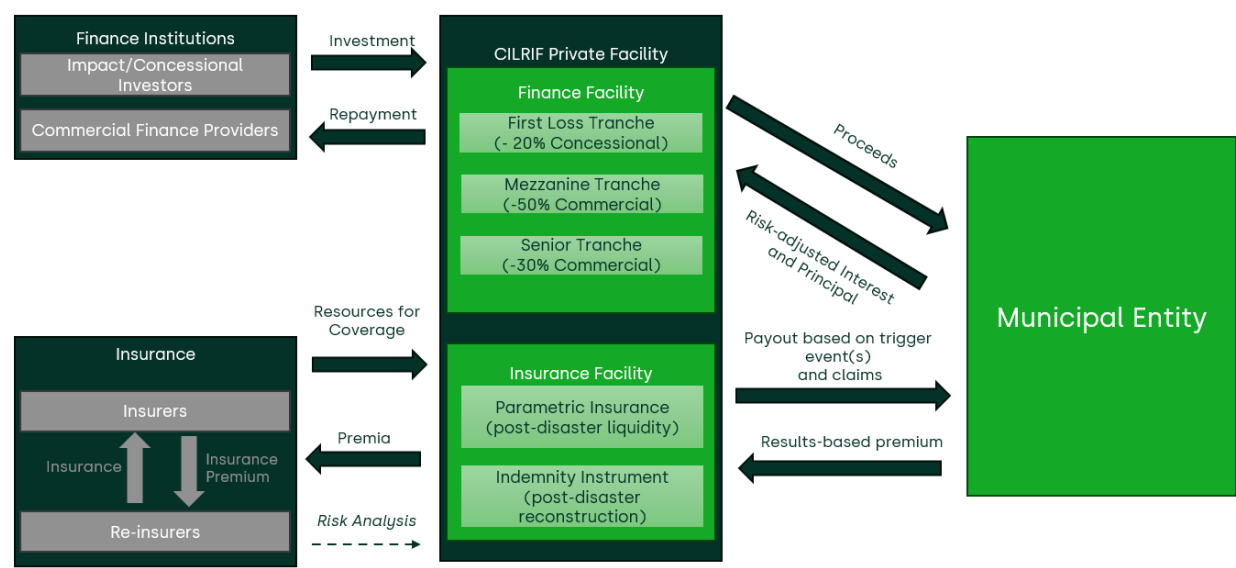 Finance Institutions
Impact/Concessional
Investors
Commercial Finance Providers
Investment
Repayment
CILRIF Private Facility
Finance Facility
First Loss Tranche
(- 20% Concessional)
Mezzanine Tranche
(-50% Commercial)
Senior Tranche
(-30% Commercial)
Proceeds
Risk-adjusted Interest
and Principal
Municipal Entity
Insurance
Insurers
Insurance
Insurance
Premium
Re-insurers
Resources for
Coverage
Premia
Risk Analysis
Insurance Facility
Parametric Insurance
(post-disaster liquidity)
Indemnity Instrument
(post-disaster
reconstruction)
Payout based on trigger
event(s)
and claims
Results-based premium